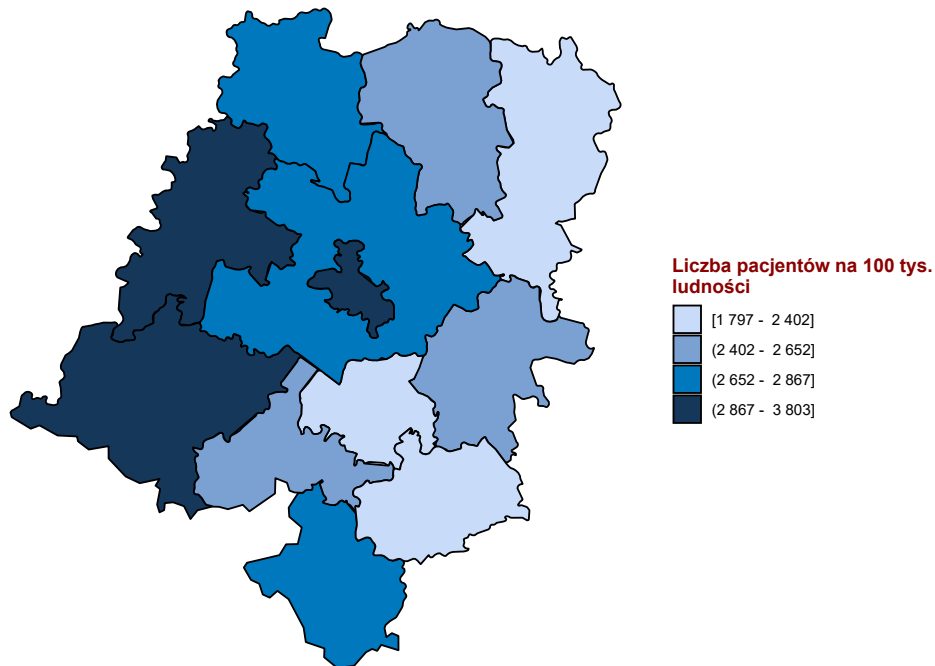 Liczba pacjentów na 100 tys.
ludności
[1 797 - 2 402]
(2 402 - 2 652]
(2 652 - 2 867]
(2 867 - 3 803]